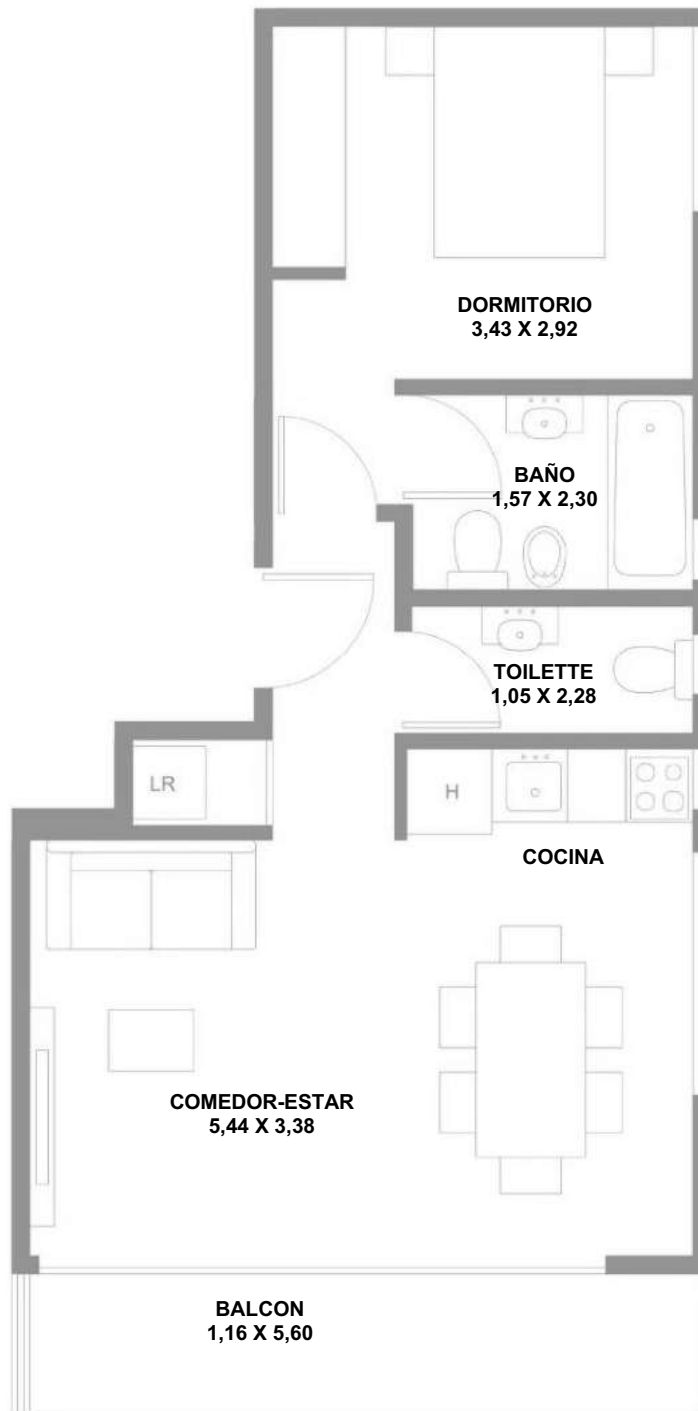 DORMITORIO
3,43 X 2,92
BAÑO
1,57 X 2,30
TOILETTE
1,05 X 2,28
LR
H
COCINA
COMEDOR-ESTAR
5,44 X 3,38
BALCON
1,16 X 5,60